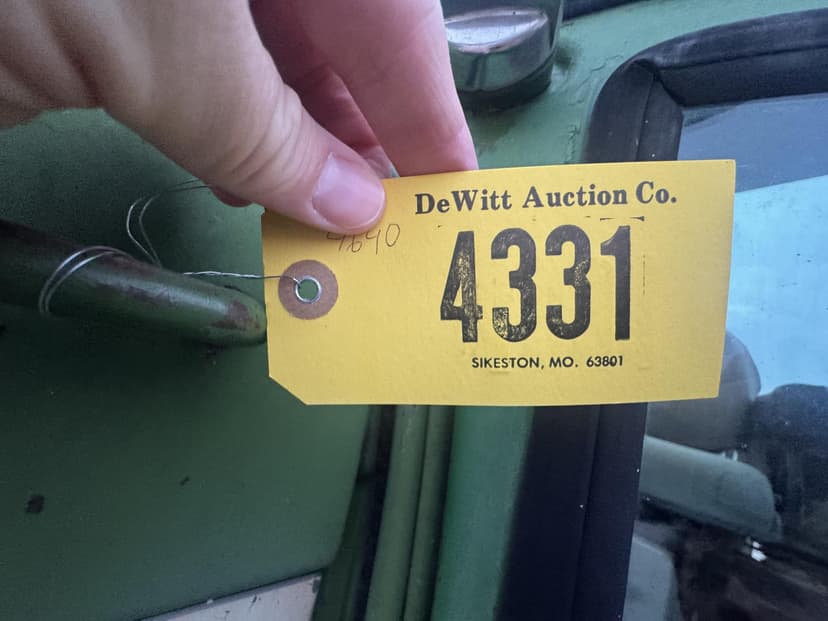 DeWitt Auction Co.
4640
4331
SIKESTON, MO. 63801